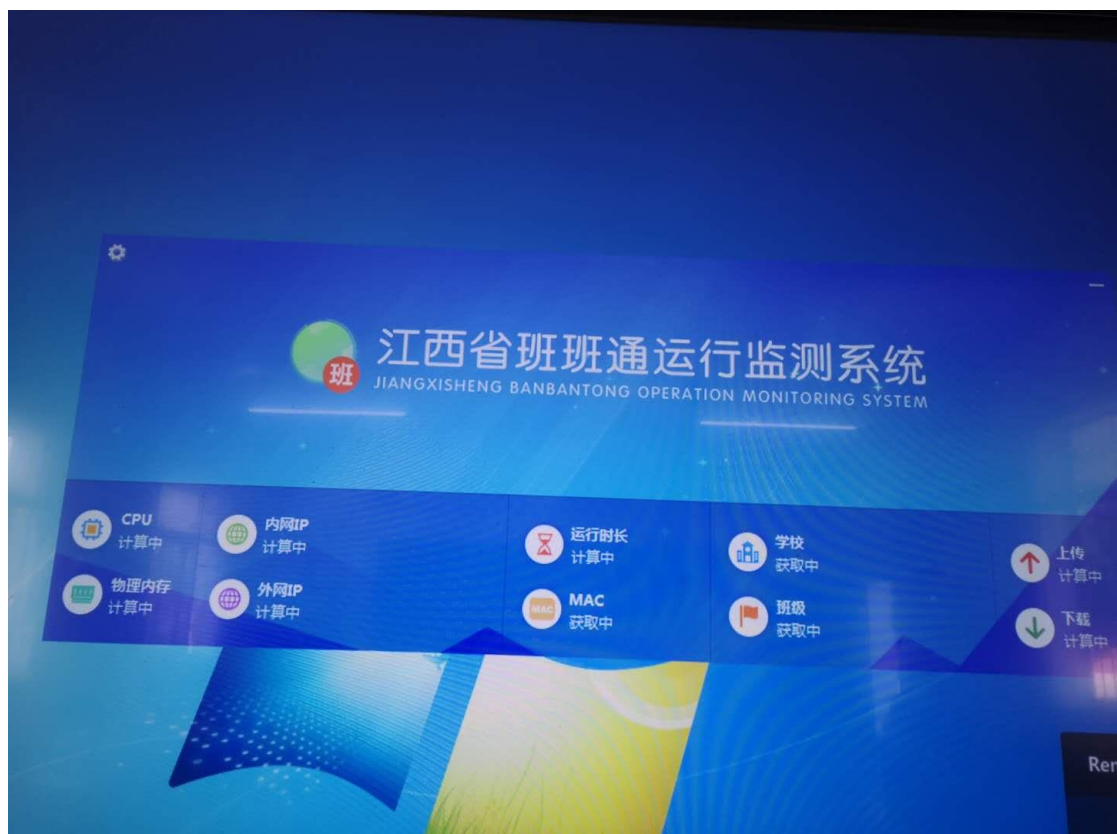 江西省班班通运行监测系统
班
JIANGXISHENG BANBANTONG OPERATION MONITORING SYSTEM
CPU
计算中
内网IP
计算中
运行时长
计算中
学校
获取中
上传
计算中
物理内存
计算中
外网IP
计算中
MAC
MAC
获取中
班级
获取中
下载
计算中